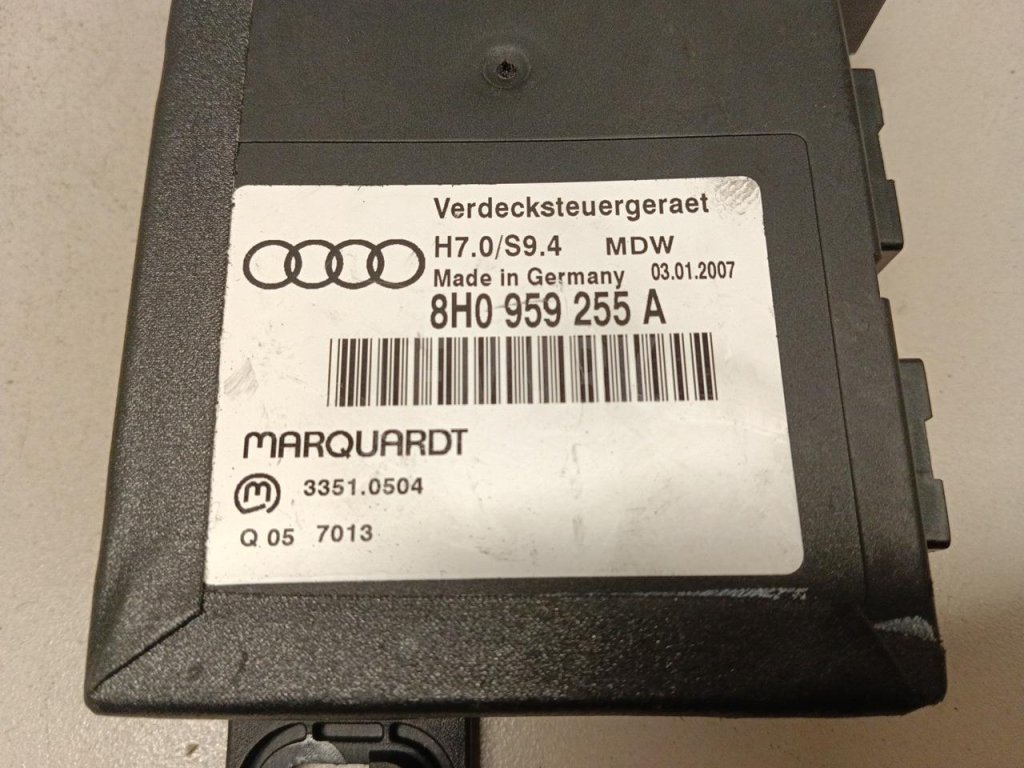 Verdecksteuergeraet
H7.0/S9.4 MDW
Made in Germany 03.01.2007
8H0 959 255 A
MARQUARDT
m 3351.0504
Q 05 7013